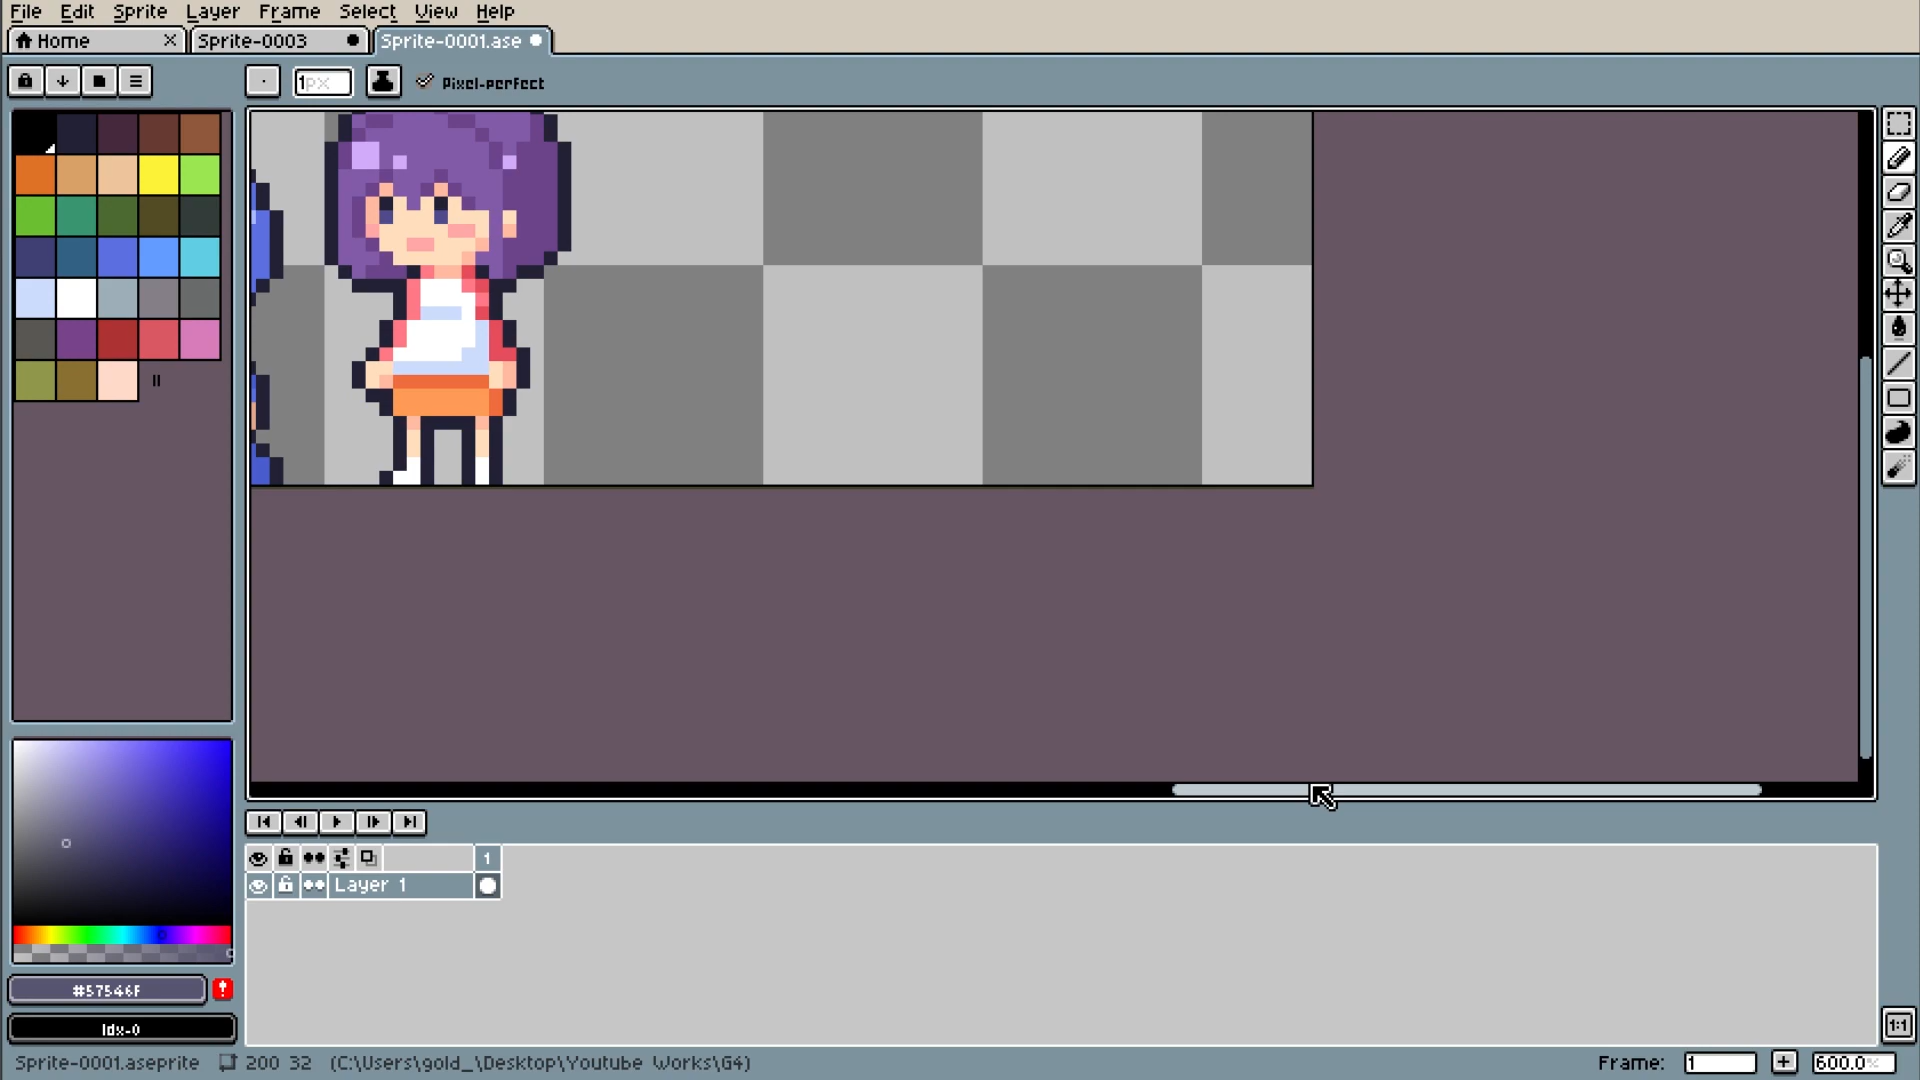 File Edit Sprite Layer Frame Select View Help
Home Sprite-0003 Sprite-0001.ase
1px Pixel-perfect
1
Layer 1
#57546F
Idx-0
1:1
Sprite-0001.aseprite 200 32 (C:\Users\gold_\Desktop\Youtube Works\G4) Frame: 1 + 600.0%